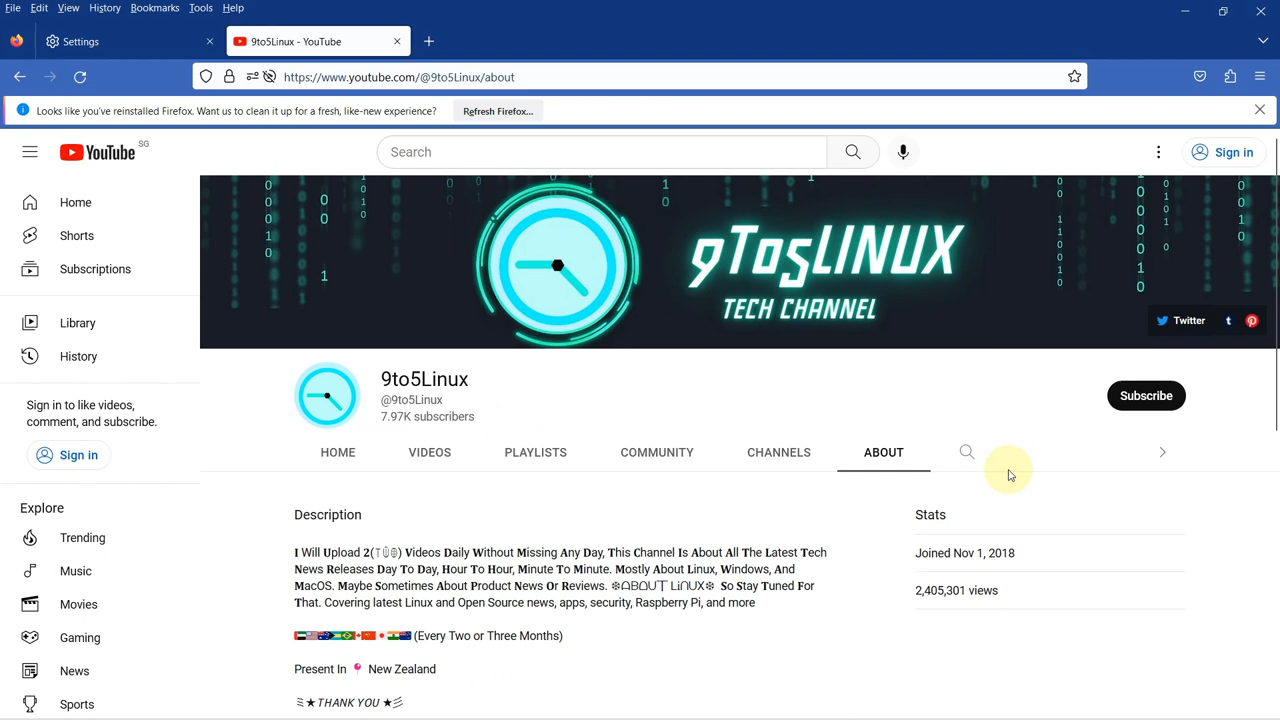 File Edit View History Bookmarks Tools Help
Settings
9to5Linux - YouTube
https://www.youtube.com/@9to5Linux/about
Looks like you've reinstalled Firefox. Want us to clean it up for a fresh, like-new experience? Refresh Firefox...
YouTube SG
Search
Sign in
Home
Shorts
Subscriptions
Library
History
Sign in to like videos,
comment, and subscribe.
Sign in
Explore
Trending
Music
Movies
Gaming
News
Sports
9To5LINUX
TECH CHANNEL
Twitter
9to5Linux
@9to5Linux
7.97K subscribers
Subscribe
HOME VIDEOS PLAYLISTS COMMUNITY CHANNELS ABOUT
Description
𝐈 Will 𝐔pload 𝟐(T͟W͟O͟) 𝐕ideos 𝐃aily 𝐖ithout 𝐌issing 𝐀ny 𝐃ay, 𝐓his 𝐂hannel 𝐈s 𝐀bout 𝐀ll 𝐓he 𝐋atest 𝐓ech
𝐍ews 𝐑eleases 𝐃ay 𝐓o 𝐃ay, 𝐇our 𝐓o 𝐇our, 𝐌inute 𝐓o 𝐌inute. 𝐌ostly 𝐀bout 𝐋inux, 𝐖indows, 𝐀nd
𝐌acOS. 𝐌aybe 𝐒ometimes 𝐀bout 𝐏roduct 𝐍ews 𝐎r 𝐑eviews. ❄ᗩᗷOᑌT ᒪiᑎᑌ᙭❄ 𝐒o 𝐒tay 𝐓uned 𝐅or
𝐓hat. Covering latest Linux and Open Source news, apps, security, Raspberry Pi, and more
(Every Two or Three Months)
Present In 📍 New Zealand
ミ★ 𝘛𝘏𝘈𝘕𝘒 𝘠𝘖𝘜 ★彡
Stats
Joined Nov 1, 2018
2,405,301 views